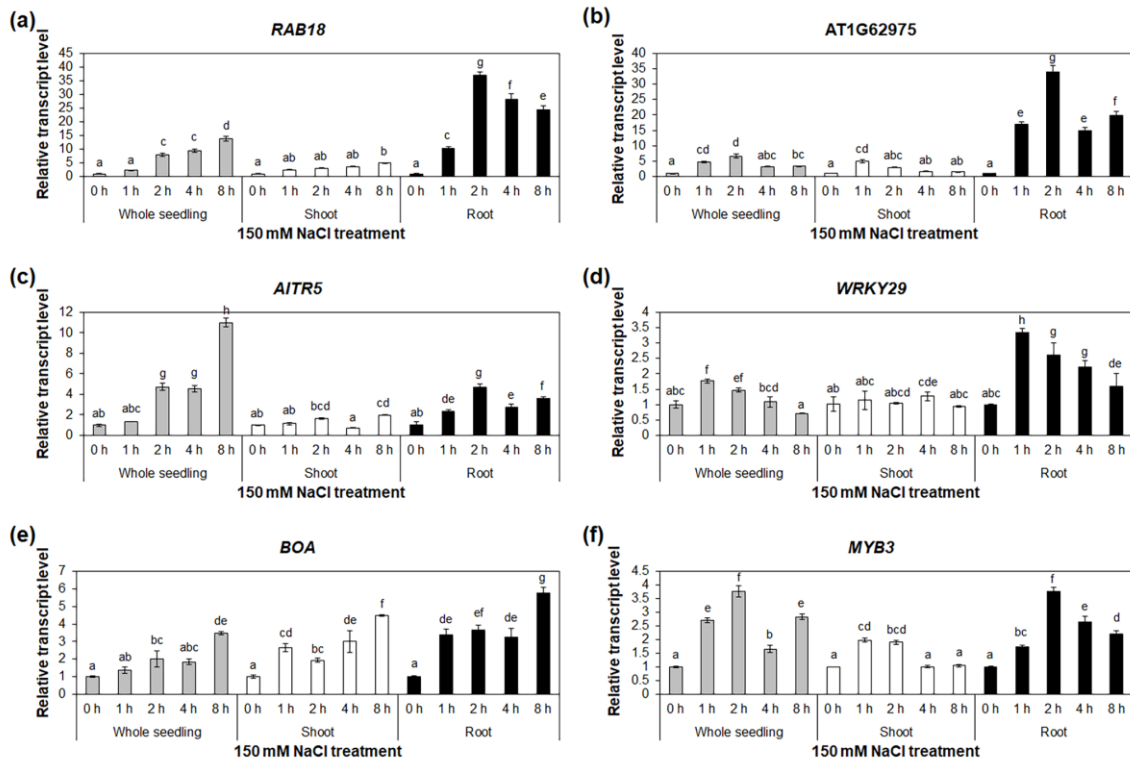 (a)
RAB18
Relative transcript level
45
40
35
30
25
20
15
10
5
0
a a c c d a ab ab ab b a c g f e
0 h 1 h 2 h 4 h 8 h 0 h 1 h 2 h 4 h 8 h 0 h 1 h 2 h 4 h 8 h
Whole seedling Shoot Root
150 mM NaCl treatment
(b)
AT1G62975
Relative transcript level
40
35
30
25
20
15
10
5
0
a cd d abc bc a cd abc ab ab a e g e f
0 h 1 h 2 h 4 h 8 h 0 h 1 h 2 h 4 h 8 h 0 h 1 h 2 h 4 h 8 h
Whole seedling Shoot Root
150 mM NaCl treatment
(c)
AITR5
Relative transcript level
12
10
8
6
4
2
0
ab abc g g h ab ab bcd a cd ab de g e f
0 h 1 h 2 h 4 h 8 h 0 h 1 h 2 h 4 h 8 h 0 h 1 h 2 h 4 h 8 h
Whole seedling Shoot Root
150 mM NaCl treatment
(d)
WRKY29
Relative transcript level
4
3.5
3
2.5
2
1.5
1
0.5
0
abc f ef bcd a ab abc abcd cde ab abc h g g de
0 h 1 h 2 h 4 h 8 h 0 h 1 h 2 h 4 h 8 h 0 h 1 h 2 h 4 h 8 h
Whole seedling Shoot Root
150 mM NaCl treatment
(e)
BOA
Relative transcript level
7
6
5
4
3
2
1
0
a ab bc abc de a cd bc de f a de ef de g
0 h 1 h 2 h 4 h 8 h 0 h 1 h 2 h 4 h 8 h 0 h 1 h 2 h 4 h 8 h
Whole seedling Shoot Root
150 mM NaCl treatment
(f)
MYB3
Relative transcript level
4.5
4
3.5
3
2.5
2
1.5
1
0.5
0
a e f b e a cd bcd a a a bc f e d
0 h 1 h 2 h 4 h 8 h 0 h 1 h 2 h 4 h 8 h 0 h 1 h 2 h 4 h 8 h
Whole seedling Shoot Root
150 mM NaCl treatment